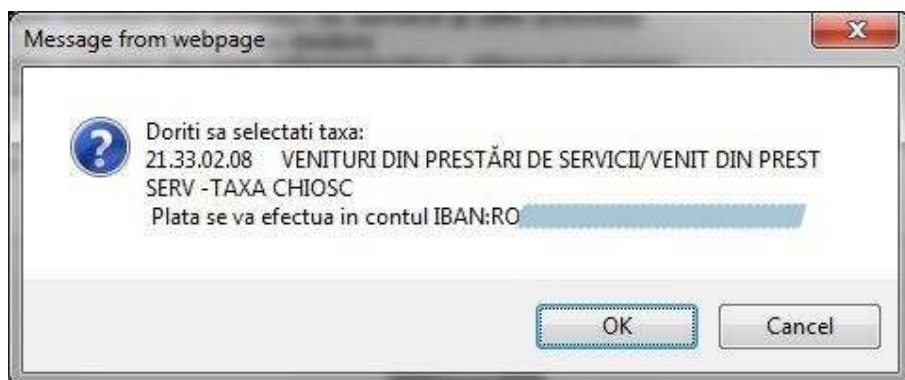 Message from webpage
Doriti sa selectati taxa:
21.33.02.08 VENITURI DIN PRESTĂRI DE SERVICII/VENIT DIN PREST
SERV -TAXA CHIOSC
Plata se va efectua in contul IBAN:RO
OK
Cancel